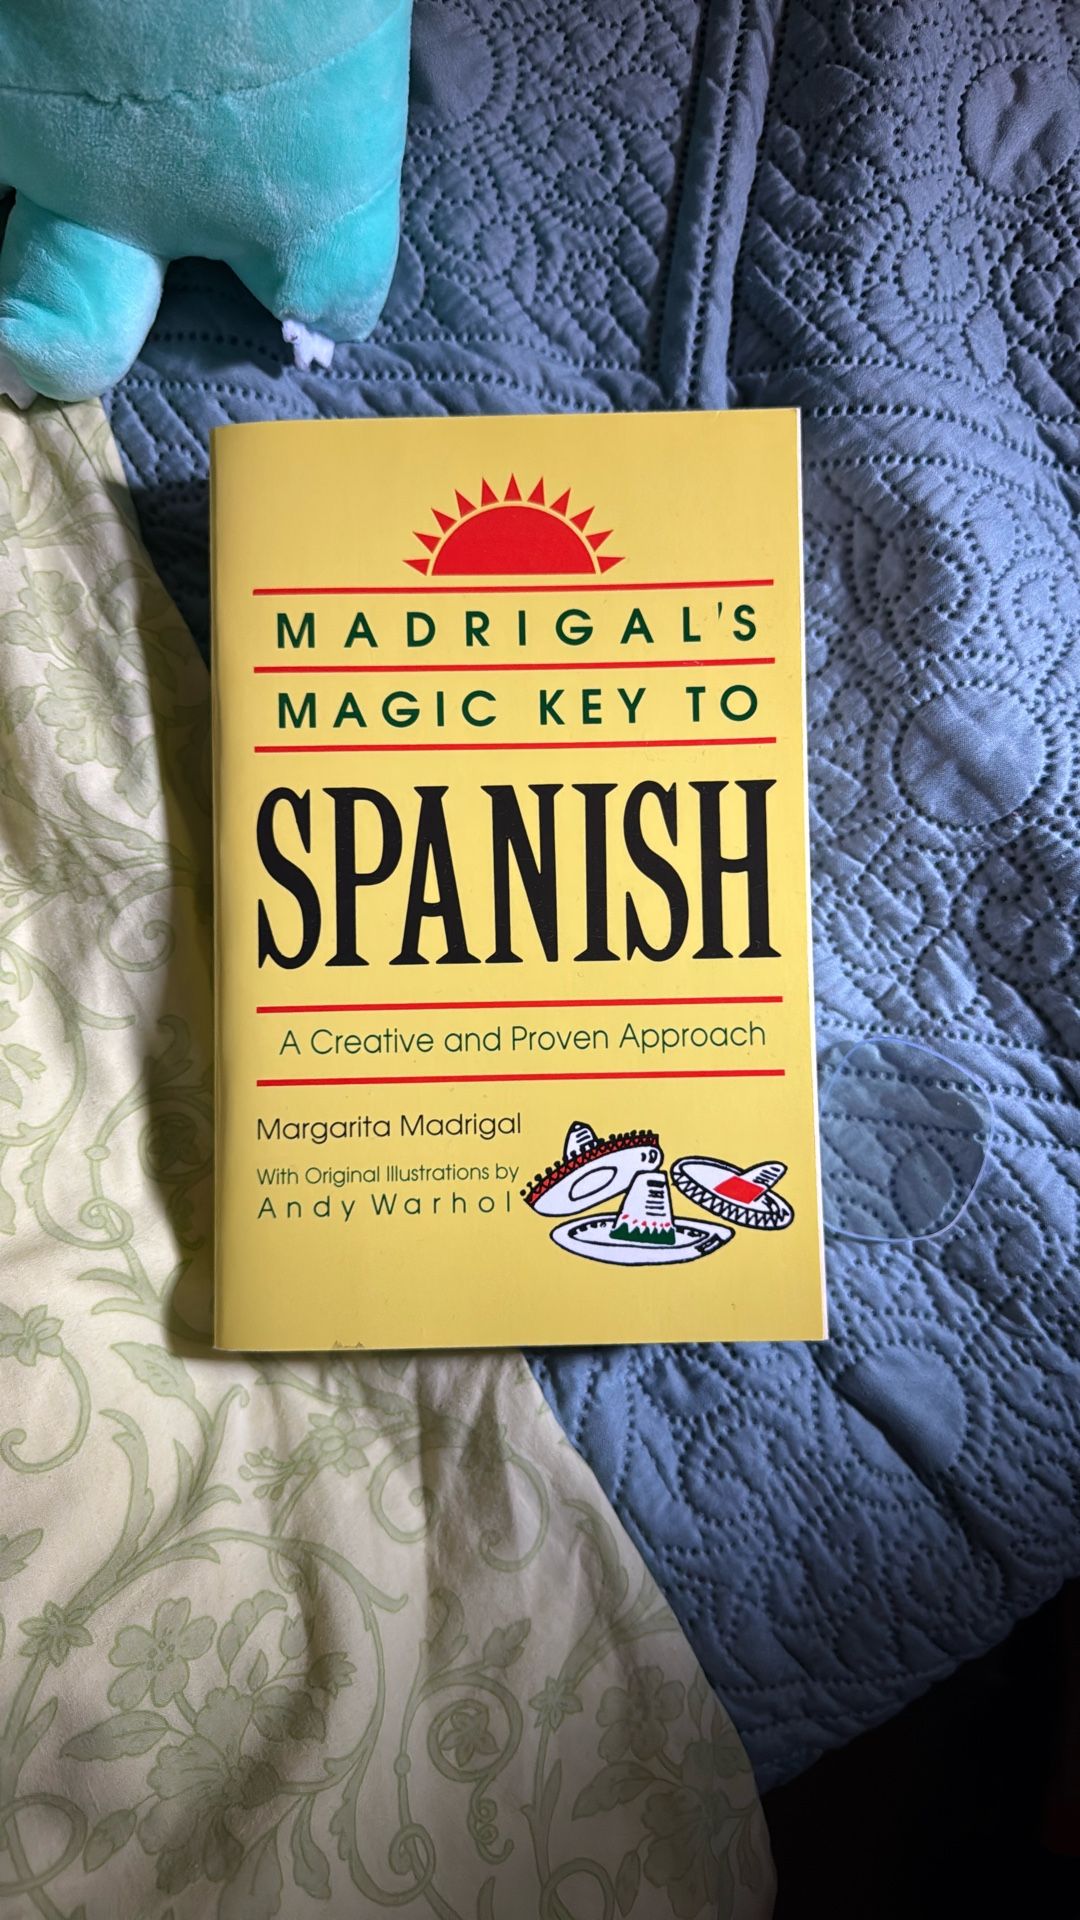 MADRIGAL'S
MAGIC KEY TO
SPANISH
A Creative and Proven Approach
Margarita Madrigal
With Original Illustrations by
Andy Warhol